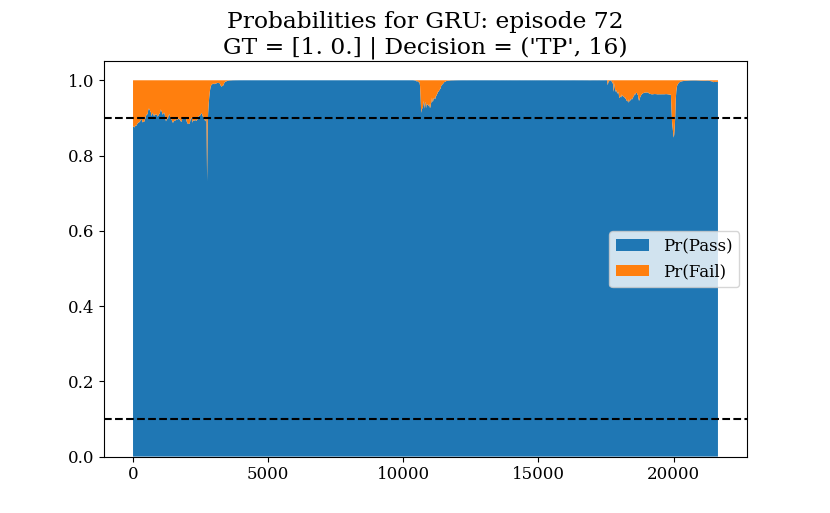 Probabilities for GRU: episode 72
GT = [1. 0.] | Decision = ('TP', 16)
1.0
0.8
0.6
0.4
0.2
0.0
Pr(Pass)
Pr(Fail)
0
5000
10000
15000
20000